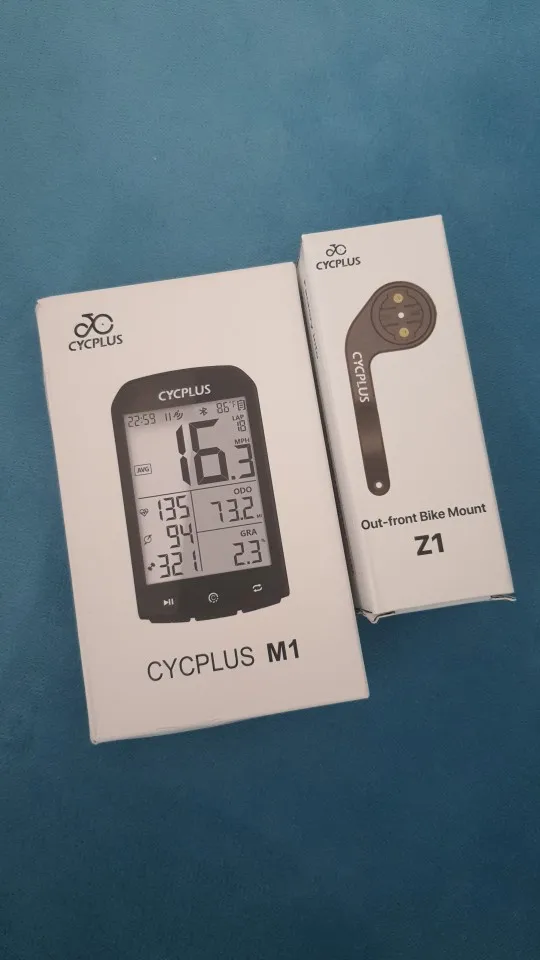 CYCPLUS
CYCPLUS
22:59 86°F
LAP
18
16.3
MPH
AVG
135
ODO
73.2
MI
94
321
GRA
2.3
CYCPLUS M1
CYCPLUS
CYCPLUS
Out-front Bike Mount
Z1